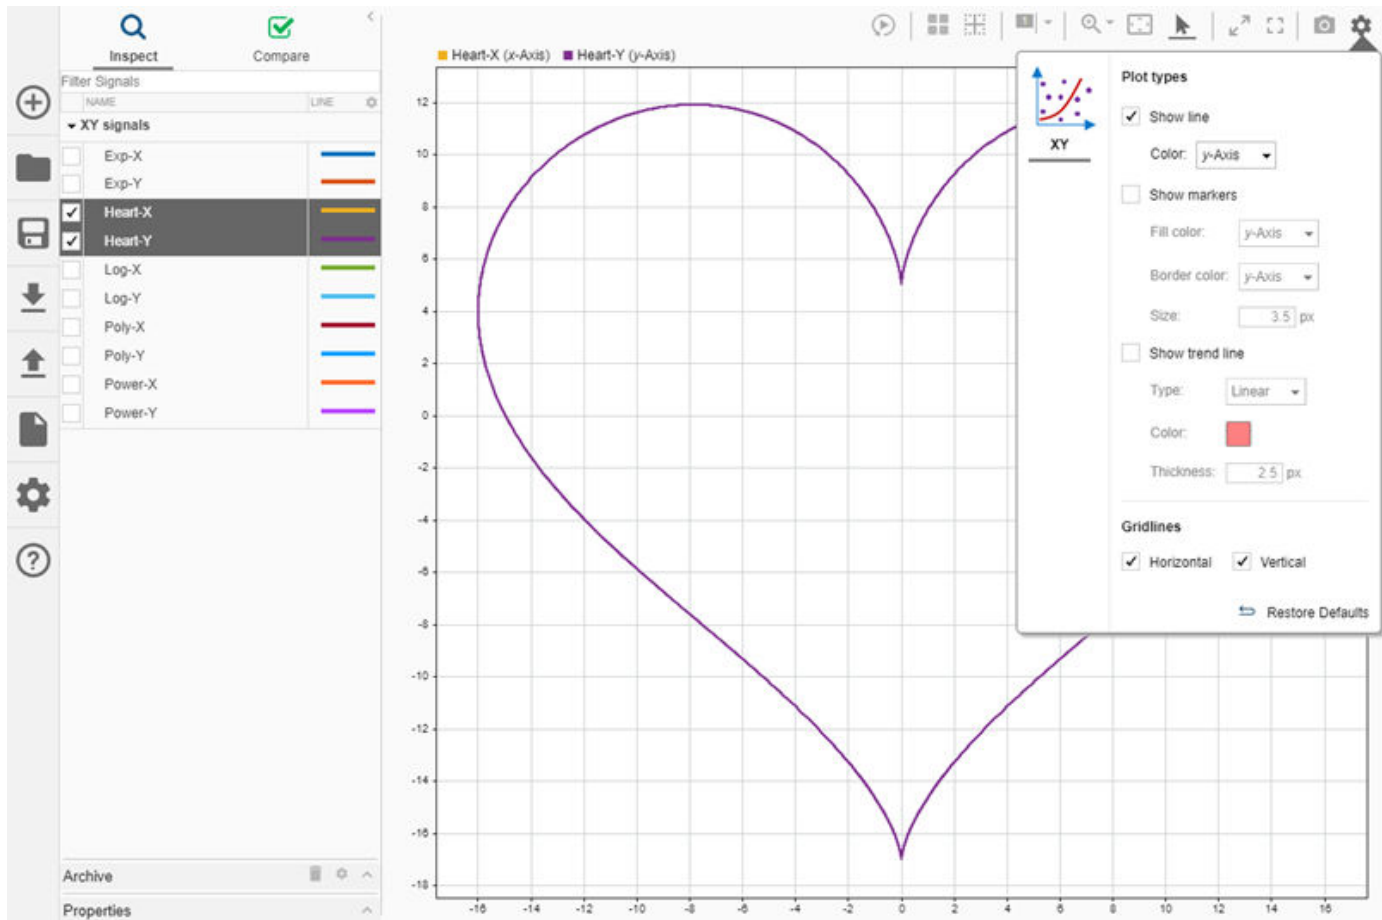 Inspect
Compare
Filter Signals
NAME
LINE
XY signals
Exp-X
Exp-Y
Heart-X
Heart-Y
Log-X
Log-Y
Poly-X
Poly-Y
Power-X
Power-Y
Archive
Properties
Heart-X (x-Axis)
Heart-Y (y-Axis)
12
10
8
6
4
2
0
-2
-4
-6
-8
-10
-12
-14
-16
-18
-16
-14
-12
-10
-8
-6
-4
-2
0
2
4
6
8
10
12
14
16
1
XY
Plot types
Show line
Color: y-Axis
Show markers
Fill color: y-Axis
Border color: y-Axis
Size: 3.5 px
Show trend line
Type: Linear
Color:
Thickness: 2.5 px
Gridlines
Horizontal Vertical
Restore Defaults